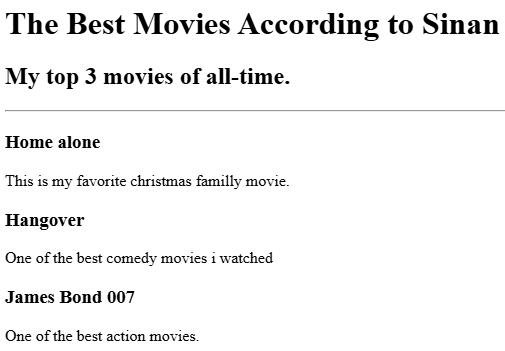 The Best Movies According to Sinan
My top 3 movies of all-time.
Home alone
This is my favorite christmas familly movie.
Hangover
One of the best comedy movies i watched
James Bond 007
One of the best action movies.